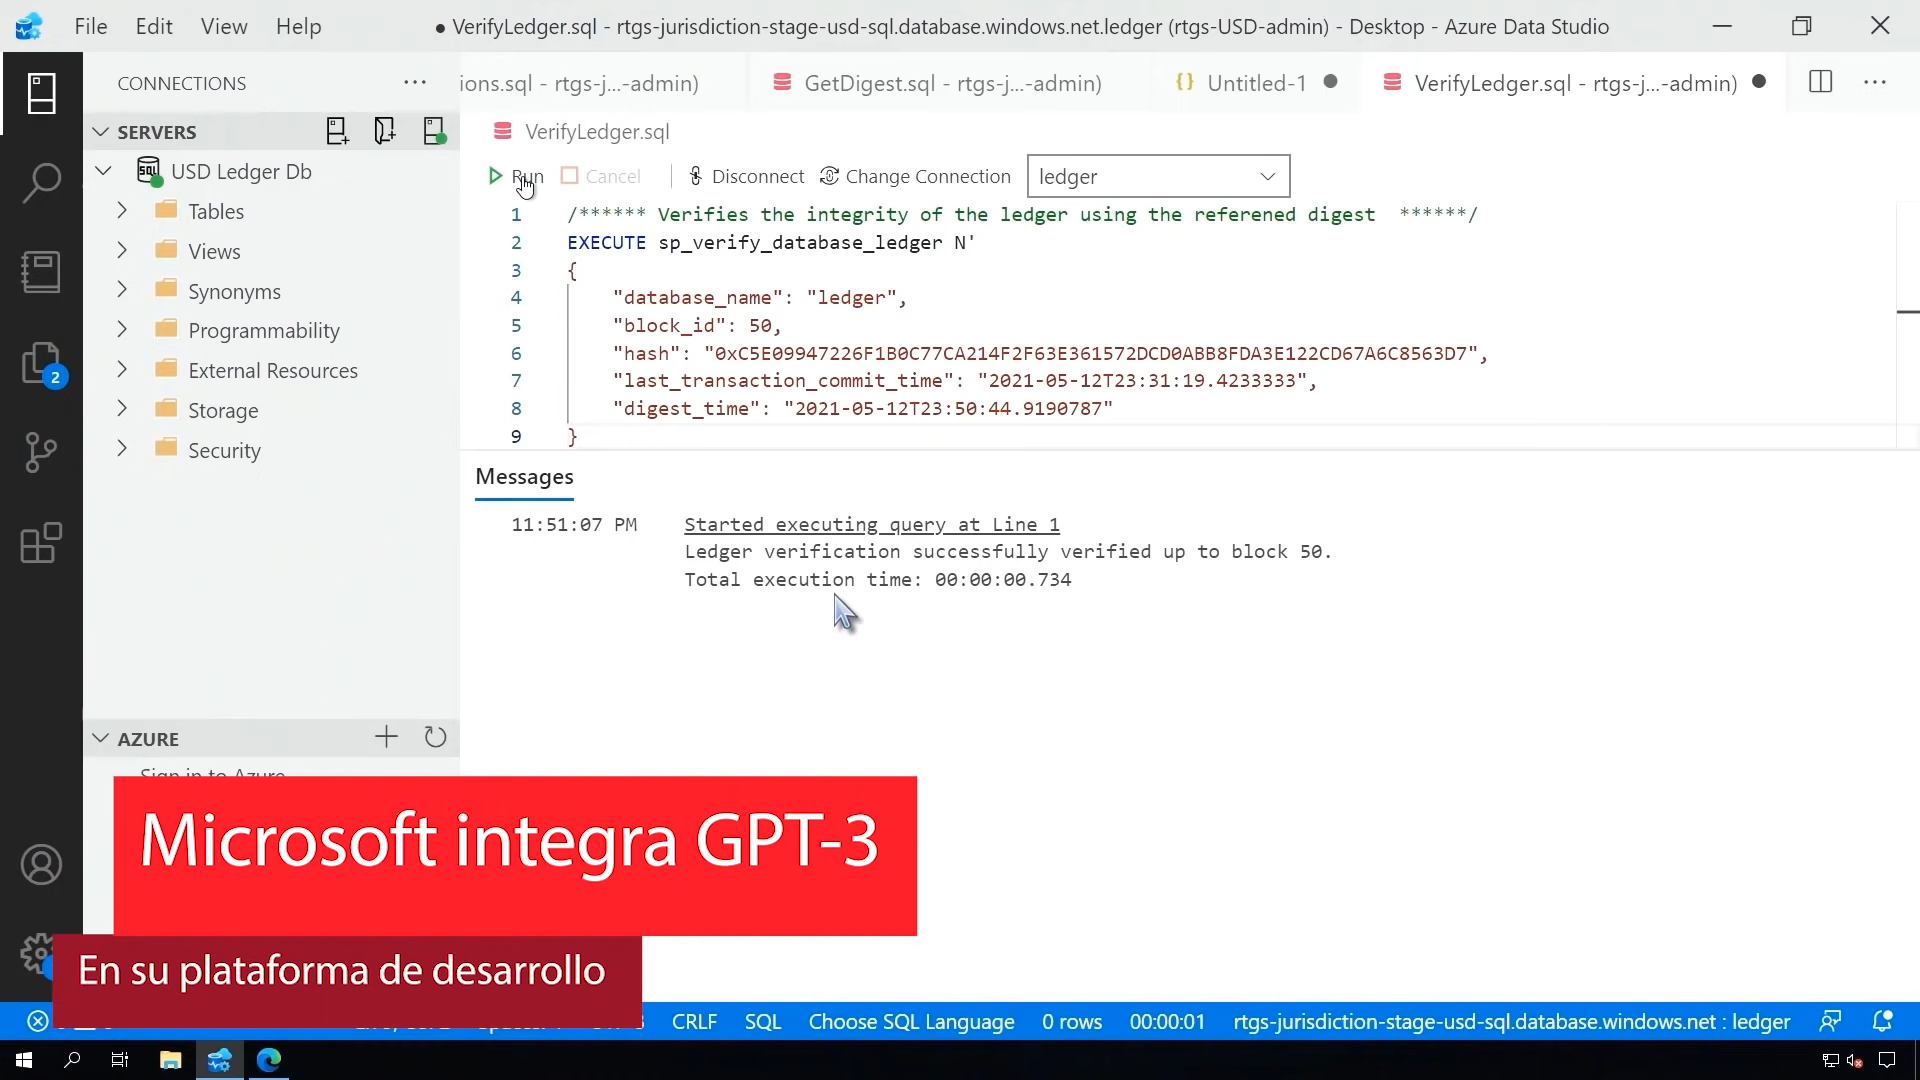 File Edit View Help
● VerifyLedger.sql - rtgs-jurisdiction-stage-usd-sql.database.windows.net.ledger (rtgs-USD-admin) - Desktop - Azure Data Studio
CONNECTIONS
ions.sql - rtgs-j...-admin)
GetDigest.sql - rtgs-j...-admin)
{} Untitled-1
VerifyLedger.sql - rtgs-j...-admin)
SERVERS
SQL USD Ledger Db
Tables
Views
Synonyms
Programmability
External Resources
Storage
Security
2
VerifyLedger.sql
Run Cancel Disconnect Change Connection ledger
1 /****** Verifies the integrity of the ledger using the referened digest ******/
2 EXECUTE sp_verify_database_ledger N'
3 {
4 "database_name": "ledger",
5 "block_id": 50,
6 "hash": "0xC5E09947226F1B0C77CA214F2F63E361572DCD0ABB8FDA3E122CD67A6C8563D7",
7 "last_transaction_commit_time": "2021-05-12T23:31:19.4233333",
8 "digest_time": "2021-05-12T23:50:44.9190787"
9 }
Messages
11:51:07 PM Started executing query at Line 1
Ledger verification successfully verified up to block 50.
Total execution time: 00:00:00.734
AZURE
Sign in to Azure
Microsoft integra GPT-3
En su plataforma de desarrollo
CRLF SQL Choose SQL Language 0 rows 00:00:01 rtgs-jurisdiction-stage-usd-sql.database.windows.net : ledger